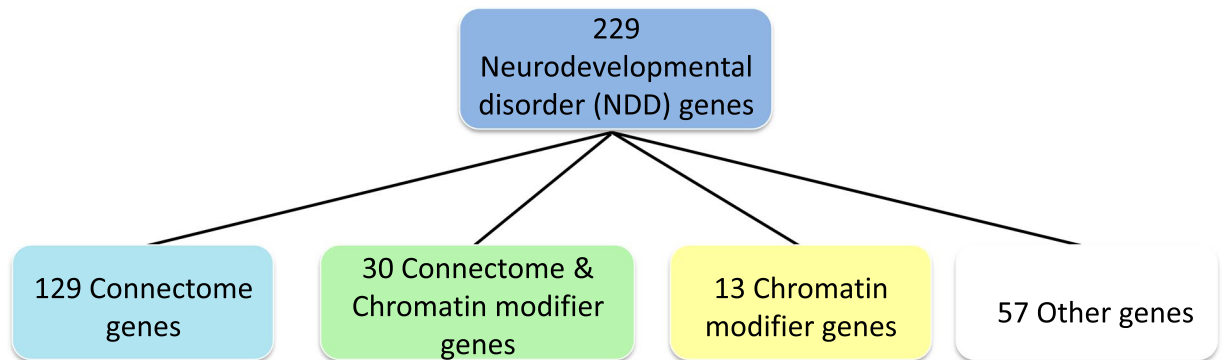 229
Neurodevelopmental
disorder (NDD) genes
129 Connectome
genes
30 Connectome &
Chromatin modifier
genes
13 Chromatin
modifier genes
57 Other genes